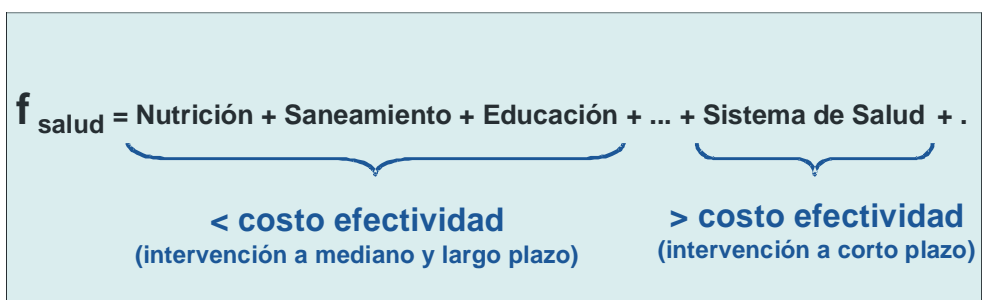 f salud = Nutrición + Saneamiento + Educación + ... + Sistema de Salud + .
< costo efectividad
(intervención a mediano y largo plazo)
> costo efectividad
(intervención a corto plazo)